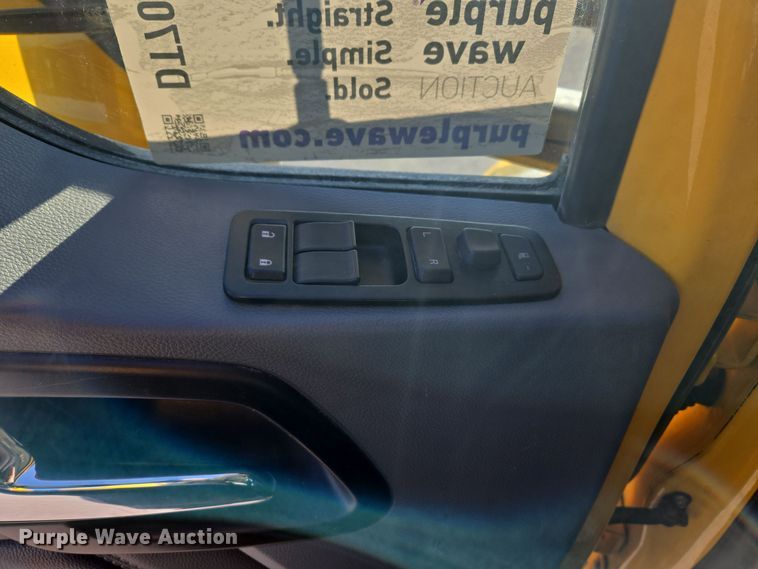 DT70
Straight.
Simple.
Sold.
purple
wave
AUCTION
purplewave.com
L
R
Purple Wave Auction